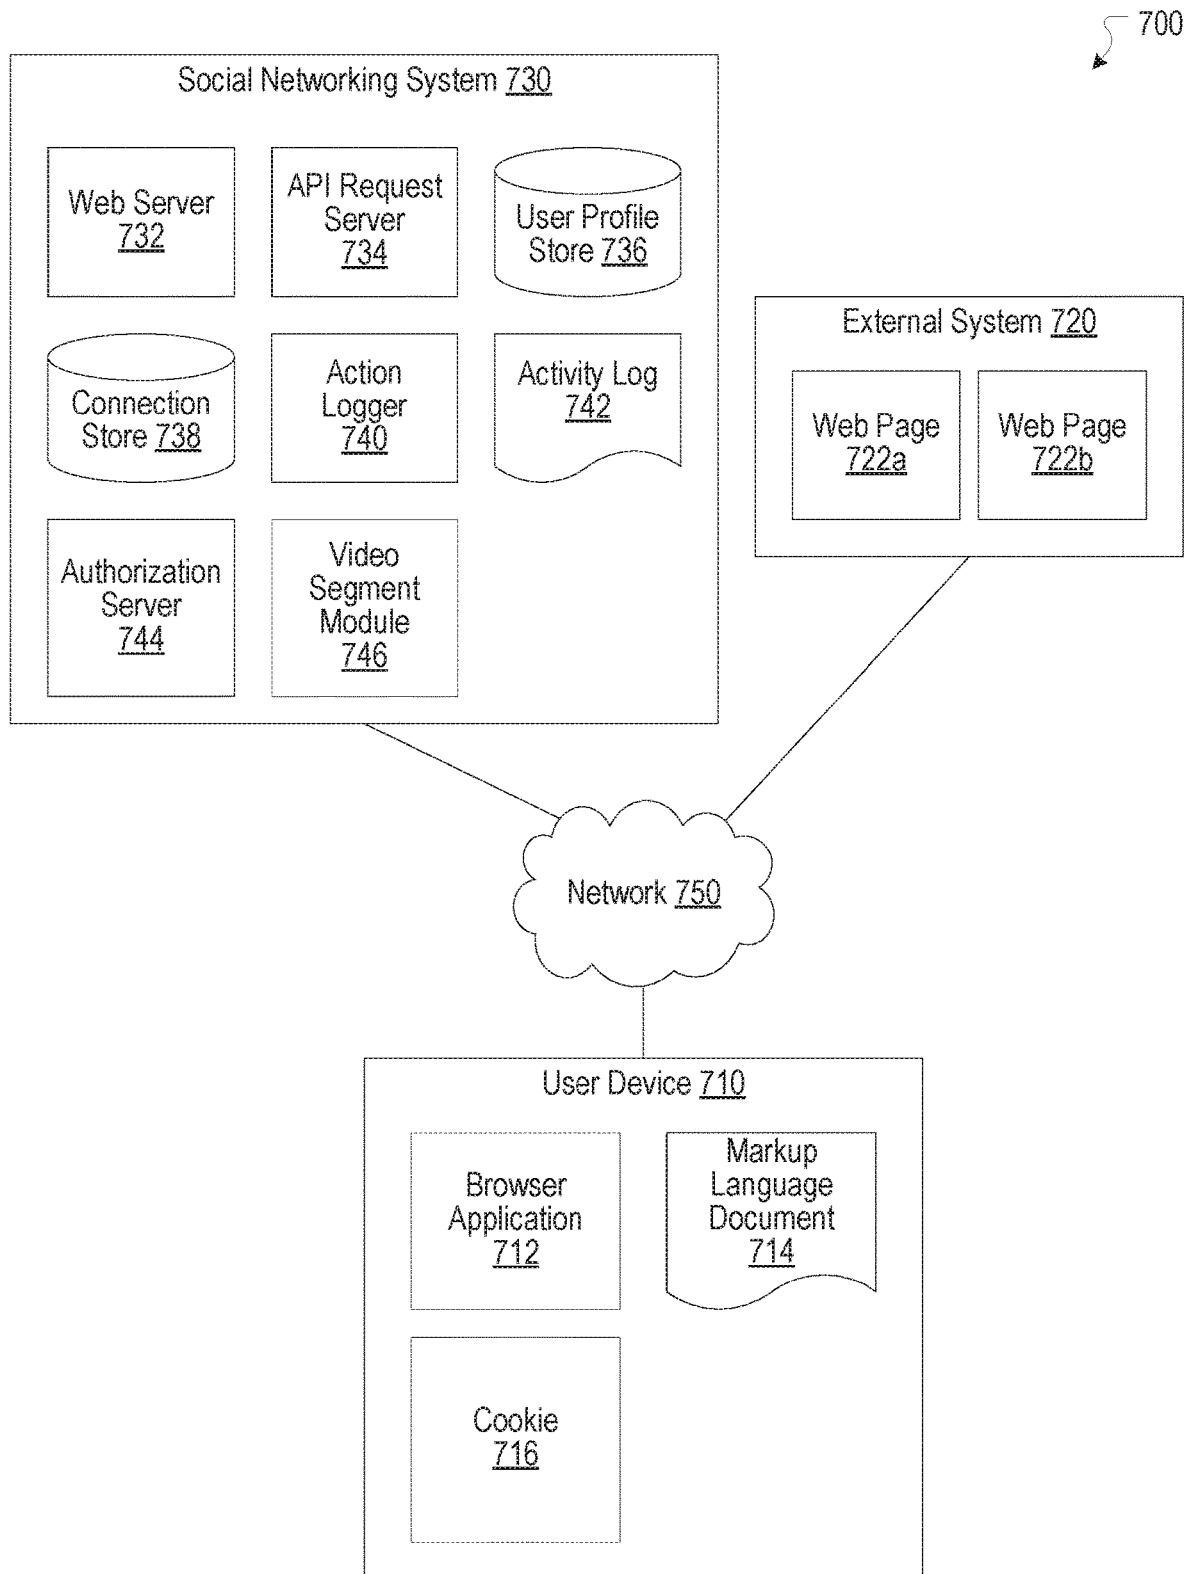 700
Social Networking System 730
Web Server
732
API Request
Server
734
User Profile
Store 736
Connection
Store 738
Action
Logger
740
Activity Log
742
Authorization
Server
744
Video
Segment
Module
746
External System 720
Web Page
722a
Web Page
722b
Network 750
User Device 710
Browser
Application
712
Markup
Language
Document
714
Cookie
716